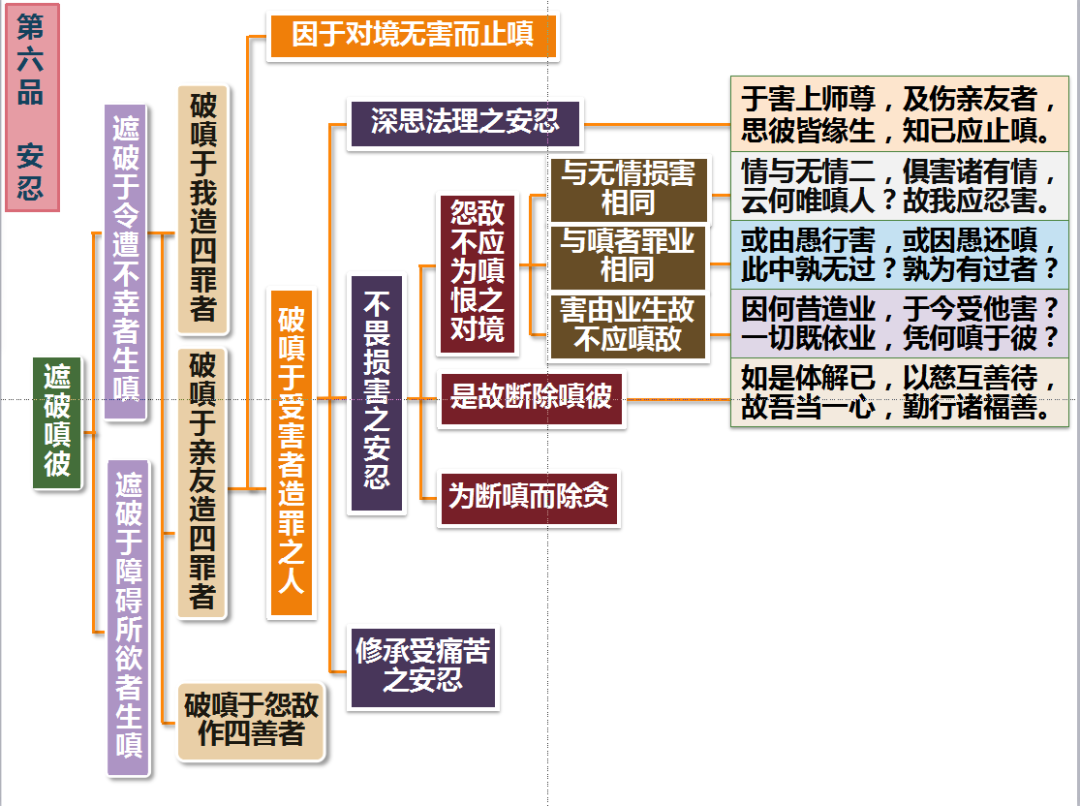 第六品 安忍
遮破嗔彼
遮破于令遭不幸者生嗔
遮破于障碍所欲者生嗔
破嗔于我造四罪者
破嗔于亲友造四罪者
破嗔于怨敌
作四善者
因于对境无害而止嗔
破嗔于受害者造罪之人
深思法理之安忍
不畏损害之安忍
修承受痛苦
之安忍
怨敌
不应
为嗔
恨之
对境
是故断除嗔彼
为断嗔而除贪
与无情损害
相同
与嗔者罪业
相同
害由业生故
不应嗔敌
于害上师尊，及伤亲友者，
思彼皆缘生，知已应止嗔。
情与无情二，俱害诸有情，
云何唯嗔人？故我应忍害。
或由愚行害，或因愚还嗔，
此中孰无过？孰为有过者？
因何昔造业，于今受他害？
一切既依业，凭何嗔于彼？
如是体解已，以慈互善待，
故吾当一心，勤行诸福善。